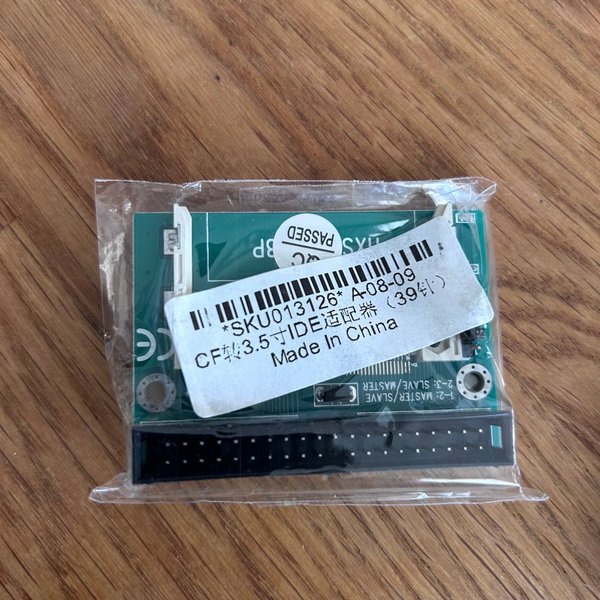 QC
PASSED
*SKU013126* A-08-09
CF转3.5寸IDE适配器（39针）
Made In China
1-2: MASTER/SLAVE
2-3: SLAVE/MASTER
CE